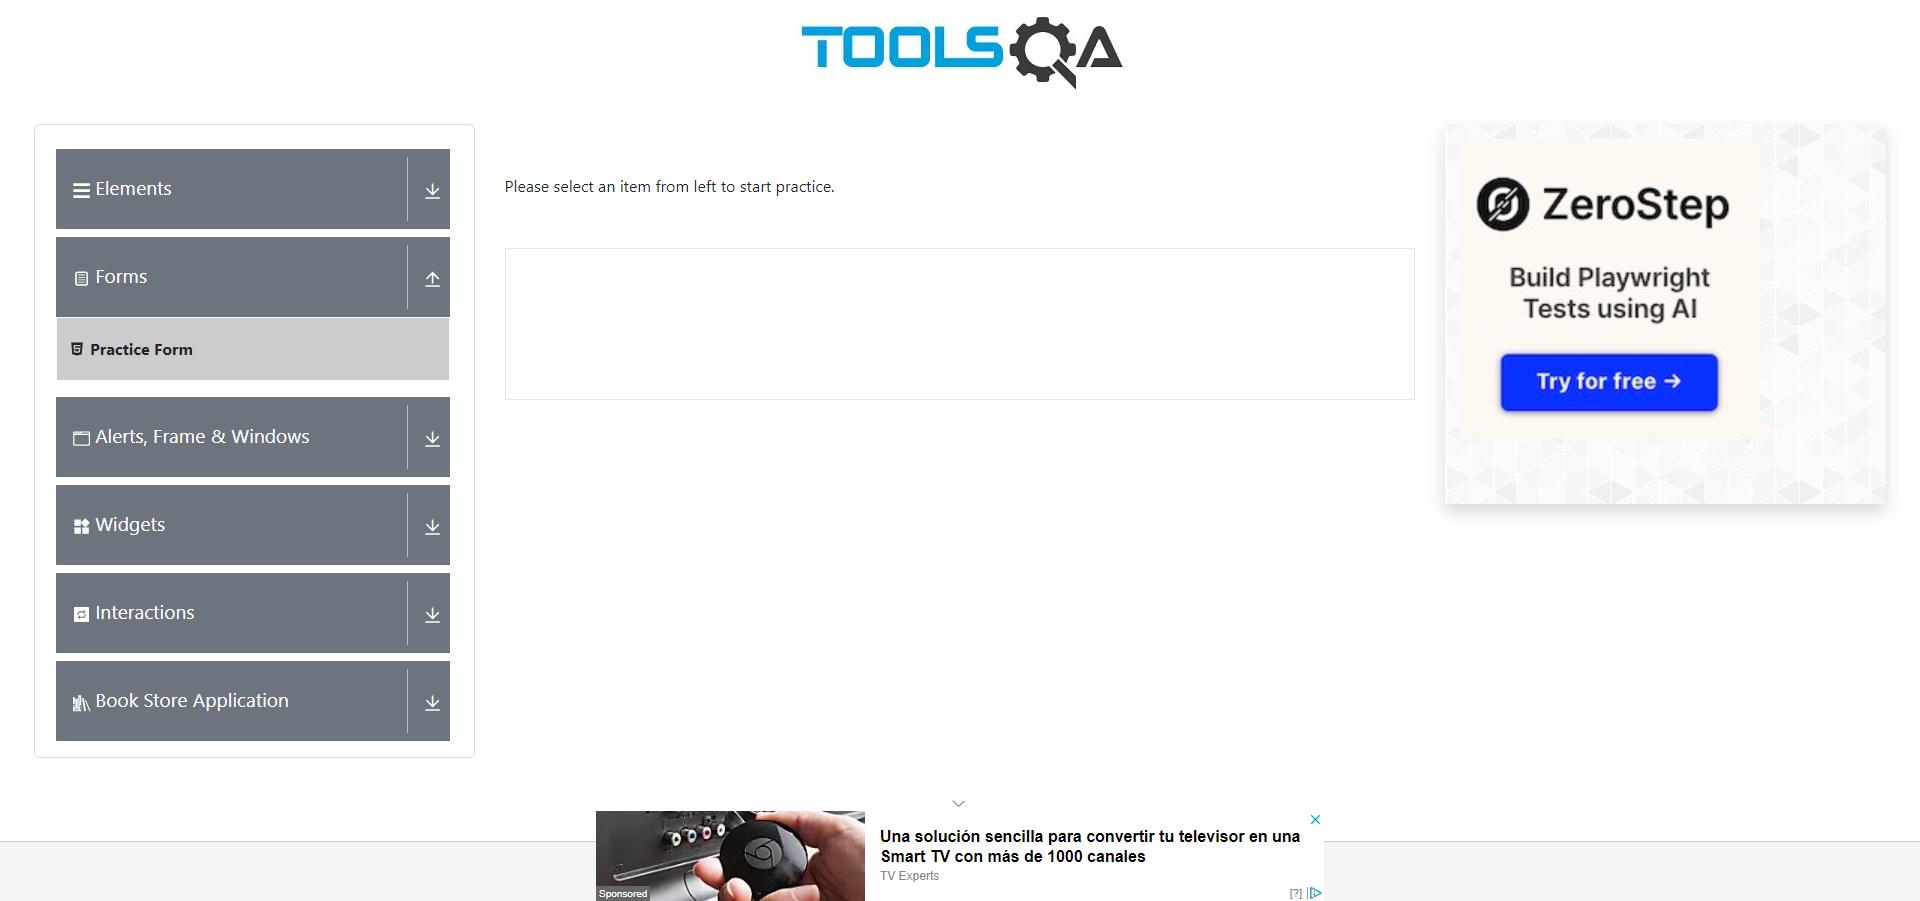 TOOLSQA
Elements
Forms
Practice Form
Alerts, Frame & Windows
Widgets
Interactions
Book Store Application
Please select an item from left to start practice.
ZeroStep
Build Playwright
Tests using AI
Try for free →
Una solución sencilla para convertir tu televisor en una
Smart TV con más de 1000 canales
TV Experts
Sponsored
[?]